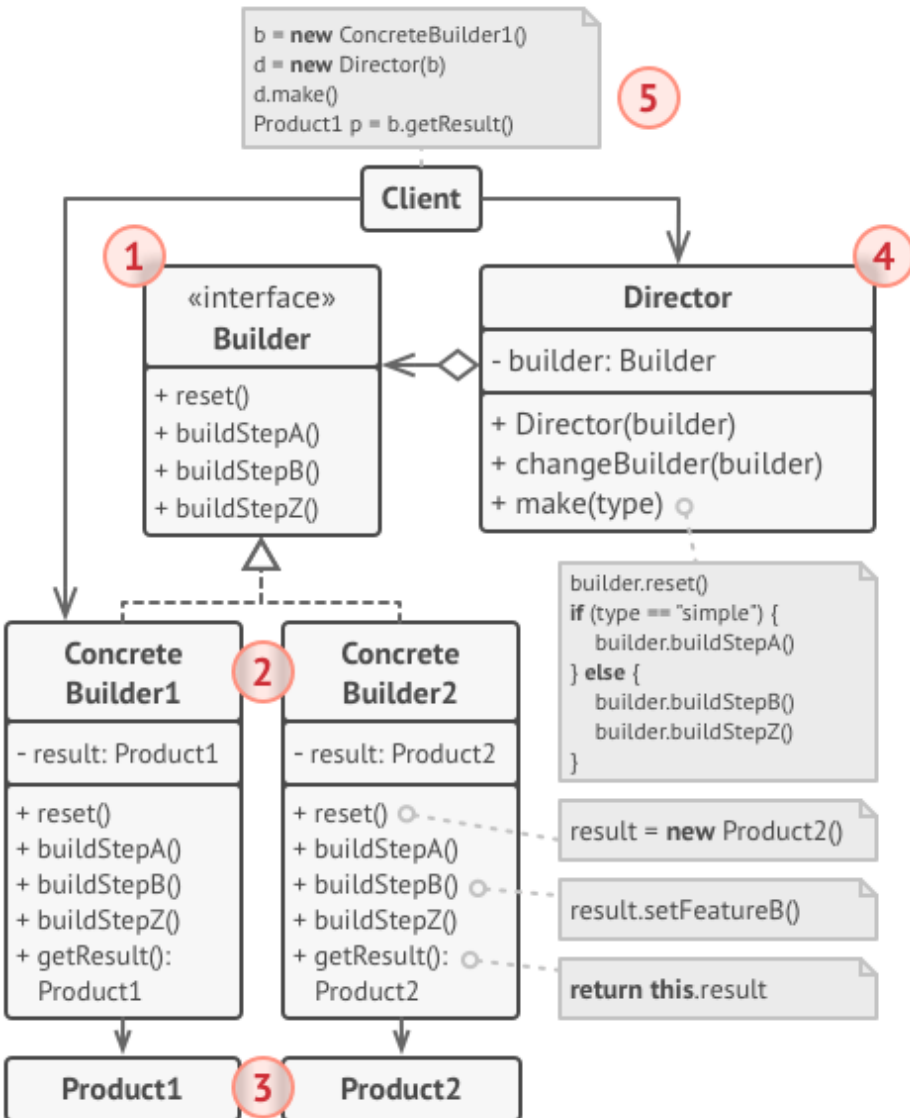 b = new ConcreteBuilder1()
d = new Director(b)
d.make()
Product1 p = b.getResult()
5
Client
1
«interface»
Builder
+ reset()
+ buildStepA()
+ buildStepB()
+ buildStepZ()
4
Director
- builder: Builder
+ Director(builder)
+ changeBuilder(builder)
+ make(type)
builder.reset()
if (type == "simple") {
builder.buildStepA()
} else {
builder.buildStepB()
builder.buildStepZ()
}
Concrete
Builder1
- result: Product1
+ reset()
+ buildStepA()
+ buildStepB()
+ buildStepZ()
+ getResult():
Product1
2
Concrete
Builder2
- result: Product2
+ reset()
+ buildStepA()
+ buildStepB()
+ buildStepZ()
+ getResult():
Product2
result = new Product2()
result.setFeatureB()
return this.result
Product1
3
Product2